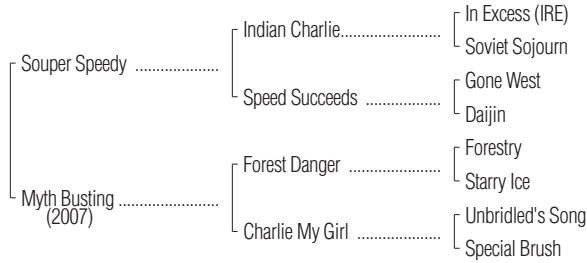 In Excess (IRE)
Indian Charlie....................
Soviet Sojourn
Souper Speedy ....................
Gone West
Speed Succeeds ..................
Daijin
Forestry
Forest Danger ......................
Starry Ice
Myth Busting ........................
(2007)
Unbridled's Song
Charlie My Girl ....................
Special Brush